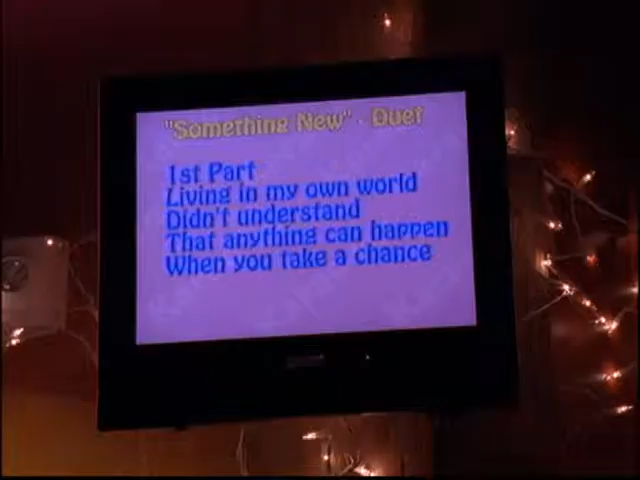 "Something New" - Duet
1st Part
Living in my own world
Didn't understand
That anything can happen
When you take a chance